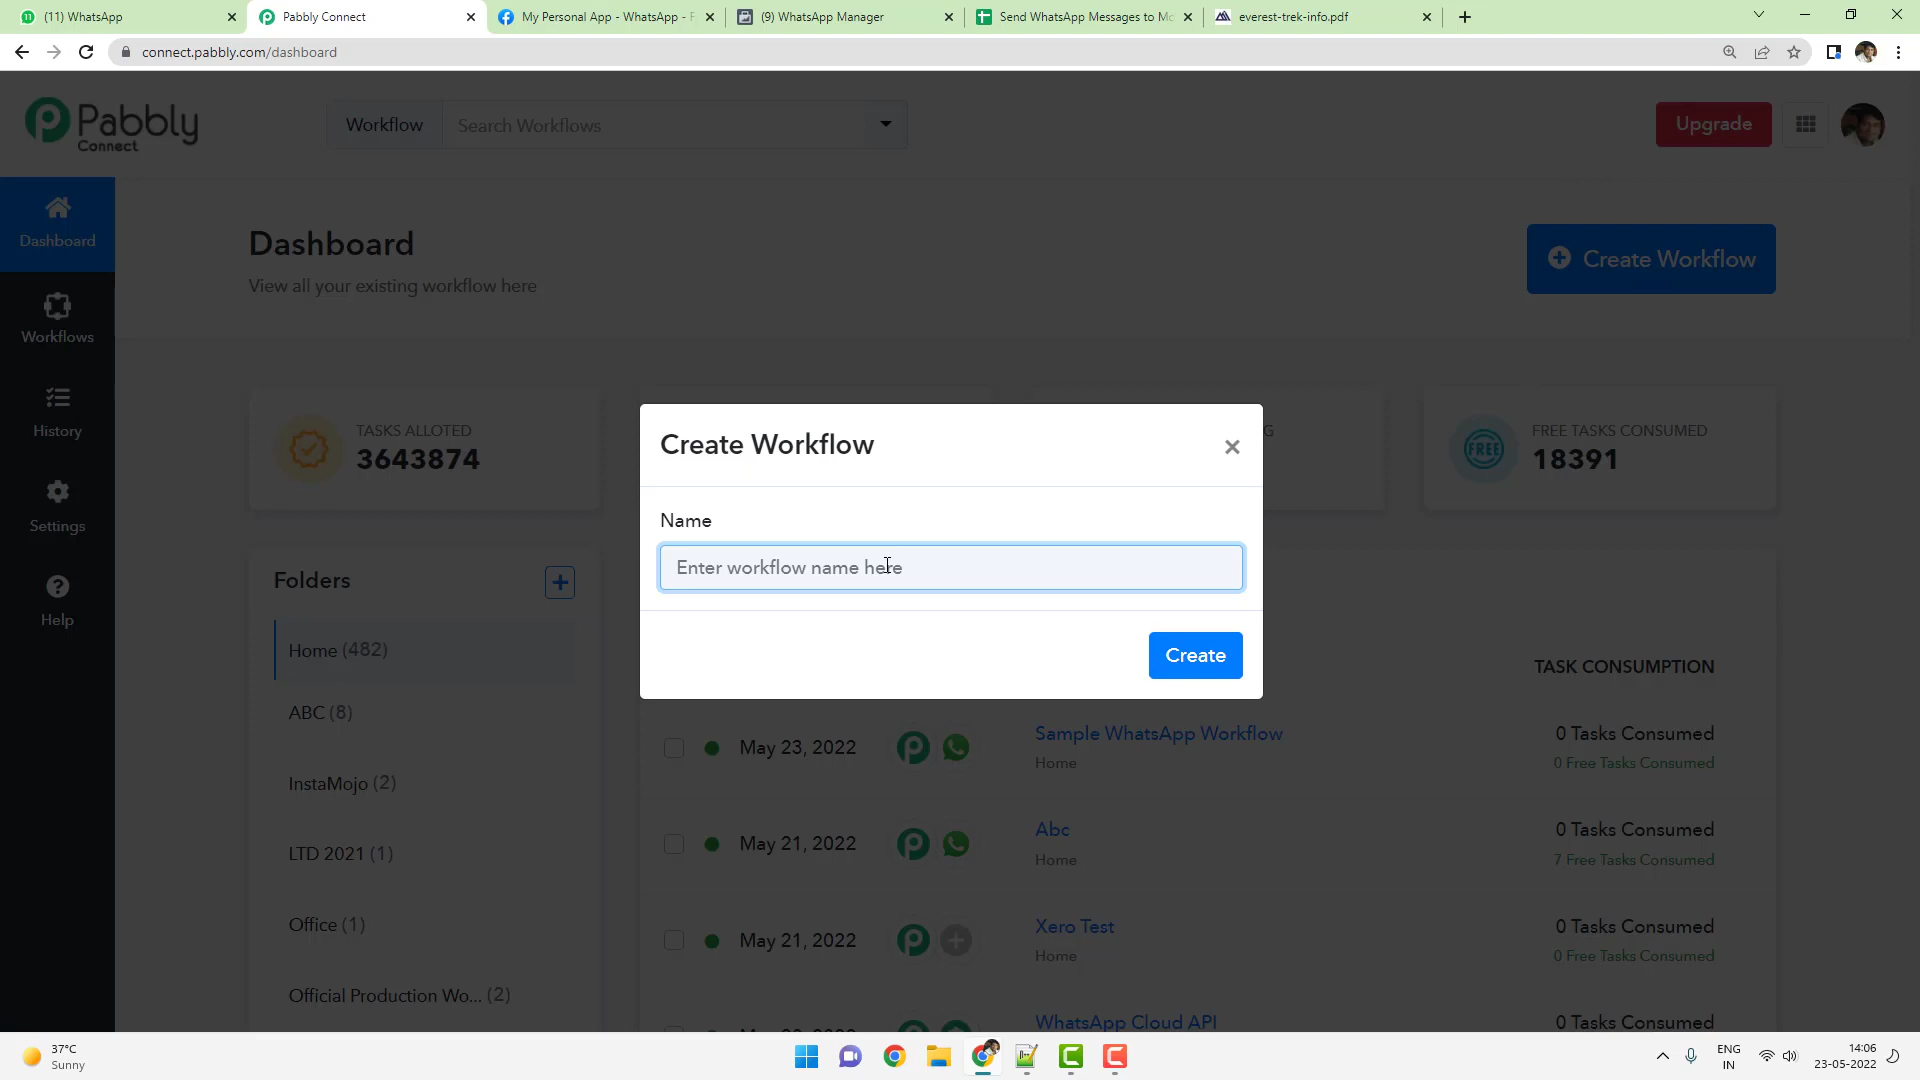 (11) WhatsApp
Pabbly Connect
My Personal App - WhatsApp - F
(9) WhatsApp Manager
Send WhatsApp Messages to Mo
everest-trek-info.pdf
connect.pabbly.com/dashboard
Pabbly
Connect
Workflow
Search Workflows
Upgrade
Dashboard
Workflows
History
Settings
Help
Dashboard
View all your existing workflow here
Create Workflow
TASKS ALLOTED
3643874
G
FREE TASKS CONSUMED
FREE
18391
Create Workflow
×
Name
Enter workflow name here
Create
Folders
Home (482)
ABC (8)
InstaMojo (2)
LTD 2021 (1)
Office (1)
Official Production Wo... (2)
TASK CONSUMPTION
May 23, 2022
Sample WhatsApp Workflow
Home
0 Tasks Consumed
0 Free Tasks Consumed
May 21, 2022
Abc
Home
0 Tasks Consumed
7 Free Tasks Consumed
May 21, 2022
Xero Test
Home
0 Tasks Consumed
0 Free Tasks Consumed
WhatsApp Cloud API
0 Tasks Consumed
37°C
Sunny
ENG
IN
14:06
23-05-2022